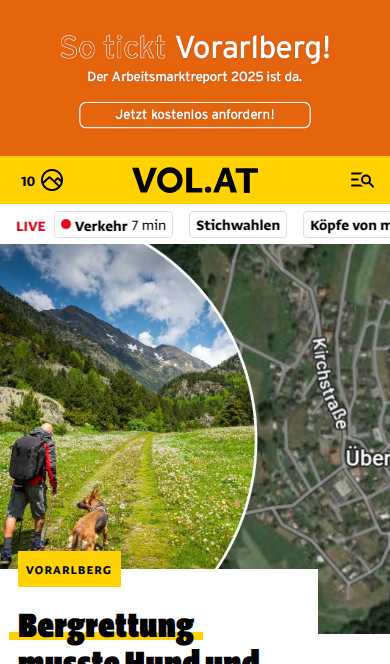 So tickt Vorarlberg!
Der Arbeitsmarktreport 2025 ist da.
Jetzt kostenlos anfordern!
10
VOL.AT
LIVE
Verkehr 7 min
Stichwahlen
Köpfe von
Kirchstraße
VORARLBERG
Bergrettung
musste Hund und